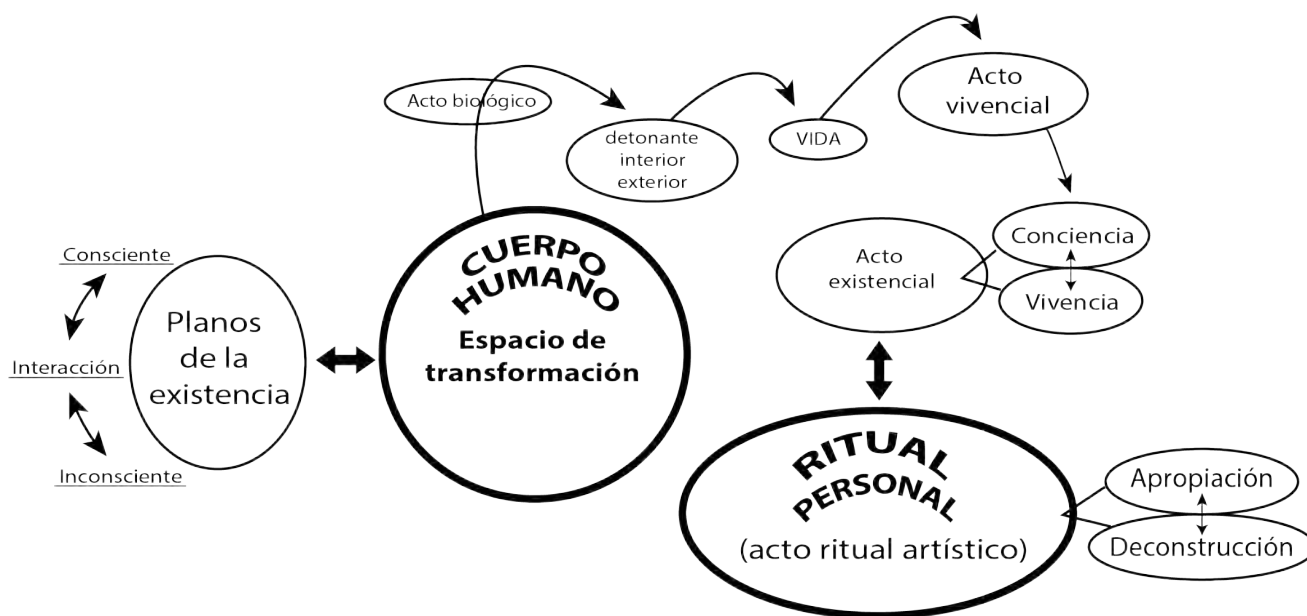 Acto biológico
detonante
interior
exterior
VIDA
Acto
vivencial
Consciente
Interacción
Inconsciente
Planos
de la
existencia
CUERPO
HUMANO
Espacio de
transformación
Acto
existencial
Conciencia
Vivencia
RITUAL
PERSONAL
(acto ritual artístico)
Apropiación
Deconstrucción